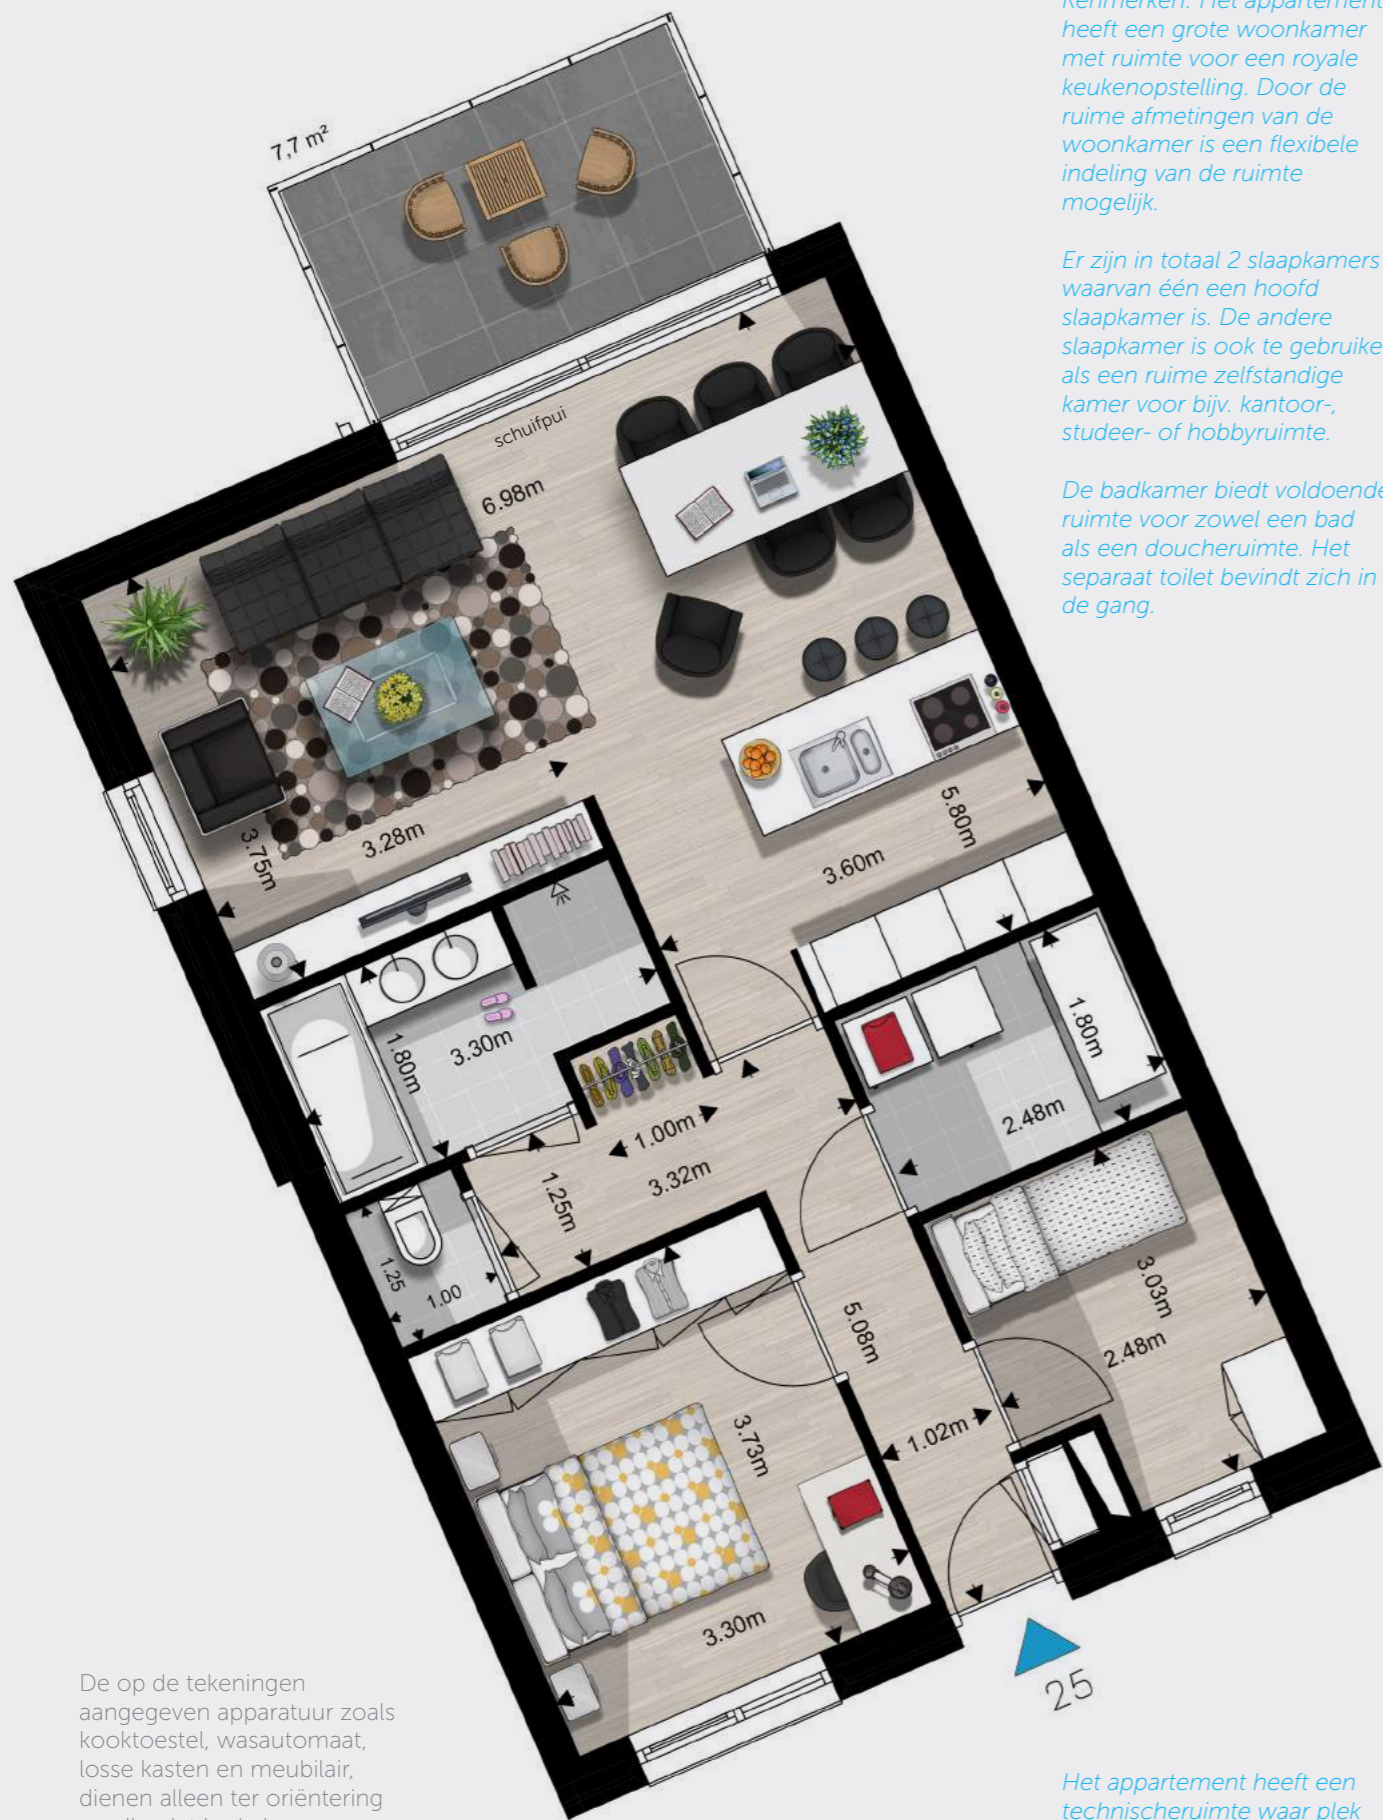 Kenmerken: Het appartement
heeft een grote woonkamer
met ruimte voor een royale
keukenopstelling. Door de
ruime afmetingen van de
woonkamer is een flexibele
indeling van de ruimte
mogelijk.
Er zijn in totaal 2 slaapkamers
waarvan één een hoofd
slaapkamer is. De andere
slaapkamer is ook te gebruike
als een ruime zelfstandige
kamer voor bijv. kantoor-,
studeer- of hobbyruimte.
De badkamer biedt voldoende
ruimte voor zowel een bad
als een doucheruimte. Het
separaat toilet bevindt zich in
de gang.
7,7 m²
schuifpui
6.98m
3.75m
3.28m
5.80m
3.60m
1.80m
3.30m
1.80m
2.48m
1.00m
3.32m
1.25m
1.25
1.00
3.03m
2.48m
5.08m
1.02m
3.73m
3.30m
25
De op de tekeningen
aangegeven apparatuur zoals
kooktoestel, wasautomaat,
losse kasten en meubilair,
dienen alleen ter oriëntering
Het appartement heeft een
technischeruimte waar plek